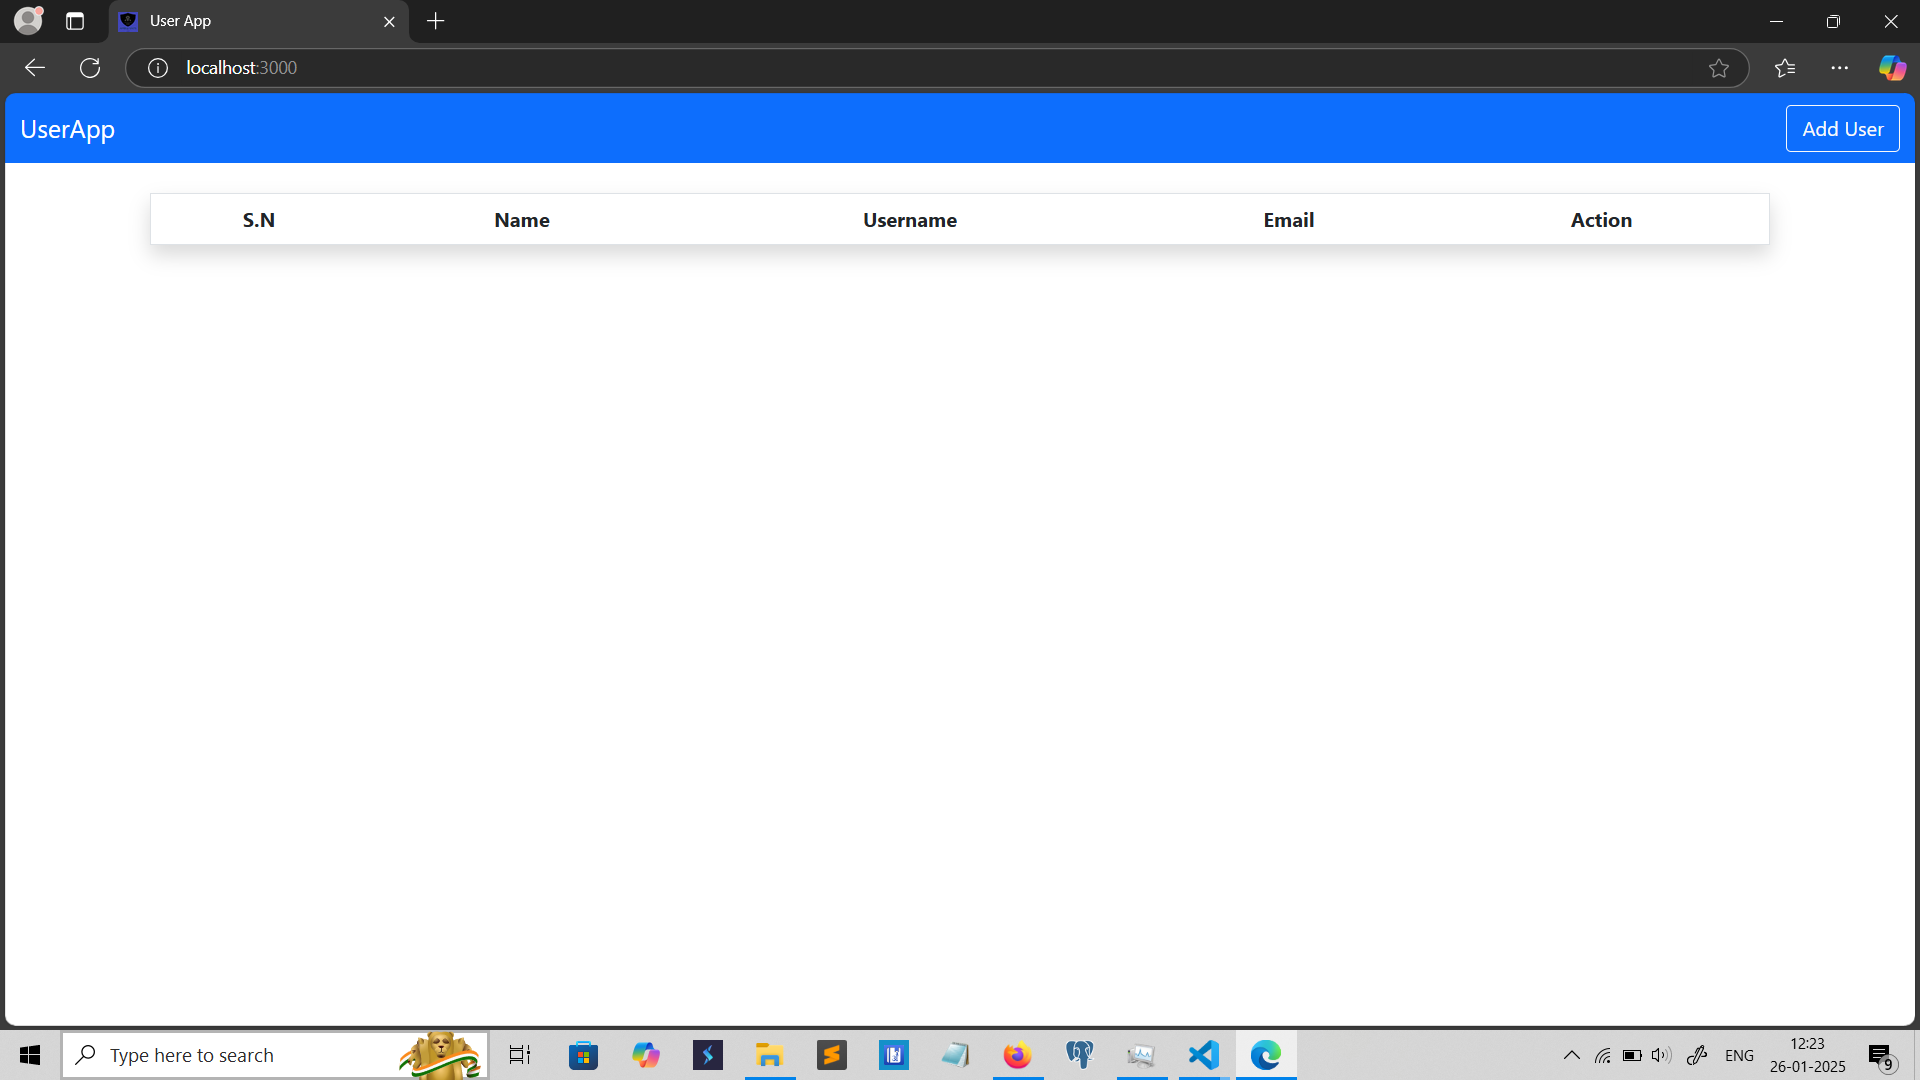 User App
localhost:3000
UserApp
Add User
S.N Name Username Email Action
Type here to search
ENG
12:23
26-01-2025
9